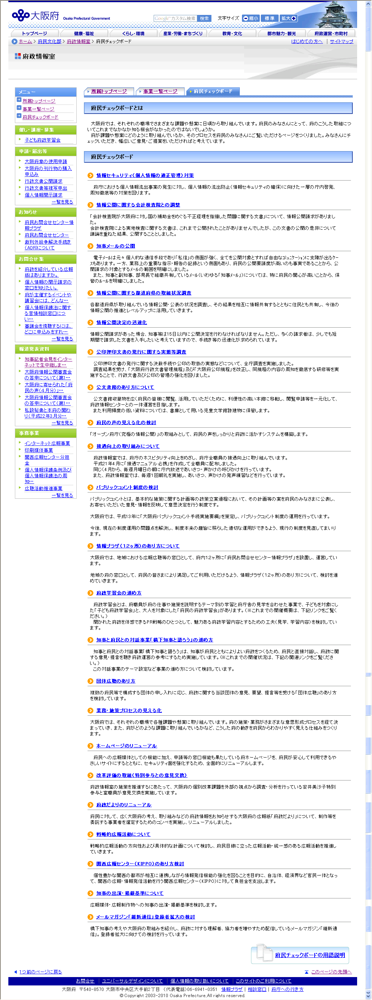 大阪府 Osaka Prefectural Government
Google™カスタム検索 検索 文字サイズ 縮小 標準 拡大
トップページ 健康・福祉 くらし・環境 産業・労働・まちづくり 教育・文化 都市魅力・観光 府政運営・市町村
ホーム > 府民文化部 > 府政情報室 > 府民チェックボード はじめての方へ | サイトマップ
府政情報室
メニュー
所属トップページ
事業一覧ページ
府民チェックボード
催し・講座・募集
子ども府政学習会
申請・届出等
大阪府章の使用申請
大阪府の刊行物の購入
申込み
行政文書公開請求
行政文書等複写申出
個人情報開示請求
一覧を見る
お知らせ
府民お問合せセンター情
報プラザ
府民お問合せセンター
裁判外紛争解決手続き
(ADR)について
お問合せ集
府政を紹介している広報
紙はありますか。
個人情報の開示請求の
窓口を知りたい。
府が主催するイベントや
講習会には、どんな…
個人情報保護法に関す
る苦情相談窓口につ
い…
審議会を傍聴するには、
どこに申込みをすれ…
一覧を見る
報道発表資料
知事記者会見をインター
ネットで生中継しま…
大阪府情報公開審査会
の答申について(第1…
大阪府に寄せられた「府
民の声(4月分)」…
大阪府情報公開審査会
の答申について(第1…
私設秘書と本府の関わ
り(平成22年3月分…
一覧を見る
事務事業
インターネット広報事業
印刷媒体事業
関西広報センター分担
金
個人情報保護条例及び
個人情報保護法の周
知…
広聴活動推進事業
一覧を見る
所属トップページ 事業一覧ページ 府民チェックボード
府民チェックボードとは
大阪府では、それぞれの職場でさまざまな課題や懸案に日頃から取り組んでいます。府民のみなさんにとって、府のこうした取組につ
いてこれまでなかなか知る機会がなかったのではないでしょうか。
府が課題や懸案にどのように取り組んでいるか、そのプロセスを府民のみなさんにご覧いただけるページをつくりました。みなさんにチ
ェックいただき、幅広いご意見・ご提案をいただければと考えています。
府民チェックボード
情報セキュリティ(個人情報の適正管理)対策
府庁における個人情報流出事案の発生に対し、個人情報の流出防止(情報セキュリティの確保)に向けた一層の庁内啓発、
周知徹底等の対策を図ります。
情報公開に関する会計検査院との調整
「会計検査院が大阪府に対し国の補助金をめぐる不正経理を指摘した問題に関する文書」について、情報公開請求がありまし
た。
会計検査院による実地検査に関する文書は、これまで公開されたことがありませんでしたが、この文書の公開の是非について
議論を重ねた結果、公開することとしました。
知事メールの公開
電子ﾒｰﾙは元々個人的な通信手段であり「私信」の側面が強く、全てを公開対象とすれば自由なｺﾐｭﾆｹｰｼｮﾝに支障が出るｹｰ
ｽもあります。一方、業務上の重要な指示・報告の記録という側面もあり、府民の公開要請度が高いのも事実であることから、公
開請求の対象とするﾒｰﾙの範囲を明確にしました。
また、知事と副知事、部局長で組織共有しているﾒｰﾙ(いわゆる「知事ﾒｰﾙ」)については、特に府民の関心が高いことから、保
管のﾙｰﾙを明確にしました。
情報公開に関する都道府県の取組状況調査
各都道府県が取り組んでいる情報公開・公表の状況を調査し、その結果を相互に情報共有するとともに住民とも共有し、今後の
情報公開の推進とレベルアップに活用していきます。
情報公開決定の迅速化
情報公開請求があった場合、知事等は15日以内に公開決定を行わなければなりません。ただし、多くの請求者は、少しでも短
期間で請求した文書を入手したいと考えていますので、手続き等の迅速化が求められています。
公印押印文書の発行に関する実態等調査
公印押印文書の発行に関する決裁手続や公印の取扱の実態などについて、全庁調査を実施しました。
調査結果を受け、「大阪府行政文書管理規程」及び「大阪府公印規程」を改正し、同規程の内容の周知を徹底する研修等を実
施することで、行政文書及び公印の管理の強化を図りました。
公文書館のあり方について
公文書館収蔵物を広く府民の皆様に閲覧、活用していただくために、利便性の高い本館に移転し、閲覧申請等を一元化して、
府政情報センターとの一体運営を目指します。
また利用頻度の低い資料については、書庫として用いる児童文学館跡建物に保管します。
府民の声の見える化の検討
「オープン府庁(究極の情報公開)」の取組みとして、府民の声をしっかりと府政に活かすシステムを構築します。
接遇向上の取り組みについて
府政情報室では、府庁のホスピタリティ向上をめざし、府庁全職員の接遇向上に取り組んでいます。
平成21年4月に「接遇マニュアル必携」を作成して全職員に配布しました。
同じく4月から、毎週月曜日の朝に庁内放送であいさつ・声かけの呼びかけを行っています。
また、府政情報室では、毎週1回朝礼を実施し、あいさつ、声かけの発声練習などを行っています。
パブリックコメント制度の検討
パブリックコメントとは、基本的な施策に関する計画等の政策立案過程において、その計画等の案を府民のみなさまに公表し、
お寄せいただいた意見・情報を反映して意思決定を行う制度です。
大阪府では、平成13年に「大阪府パブリックコメント手続実施要綱」を策定し、パブリックコメント制度の運用を行っています。
今後、現在の制度運用の問題点を解決し、制度本来の趣旨に照らした適切な運用ができるよう、現行の制度を見直してまいり
ます。
情報プラザ(12ヶ所)のあり方について
大阪府では、地域における広報広聴等の窓口として、府内12ヶ所に「府民お問合せセンター情報プラザ」を設置し、運営してい
ます。
地域の府の窓口として、府民の皆さまにより満足してご利用いただけるよう、情報プラザ(12ヶ所)のあり方について、検討を進
めていきます。
府政学習会の進め方
府政学習会とは、府職員が府の仕事や施策を説明するテーマ別の学習と府庁舎の見学を合わせた事業で、子どもを対象にし
た「子ども府政学習会」と、大人を対象にした「府民の府政学習会」があります。(※これまでの開催概要は、下記リンクをご覧く
ださい。)
開かれた府政を体感できるPR戦略のひとつとして、魅力ある府政学習内容とするための工夫(見学、学習内容)を検討してい
ます。
知事と府民との対話事業「橋下知事と語ろう」の進め方
知事と府民との対話事業「橋下知事と語ろう」は、知事が府民とともによりよい府政をつくるため、府民と直接対話し、府政に関
する意見・提言を聴き府政運営の参考にするため実施しています。(※これまでの開催状況は、下記の関連リンクをご覧くださ
い。)
この対話事業のテーマ設定など事業の進め方について検討しています。
団体広聴のあり方
複数の府民等で構成する団体の申し入れに応じ、府政に関する当該団体の意見、要望、提言等を受ける「団体広聴」のあり方
を検討しています。
業務・施策プロセスの見える化
大阪府では、それぞれの職場で各種課題や懸案に取り組んでいます。府の施策・業務がさまざまな意思形成プロセスを経て決
まっていき、また、府がどのような課題に取り組んでいるかなど、こうした府の動きを府民からわかりやすく見える仕組みをつくり
ます。
ホームページのリニューアル
府民への広報媒体としての機能に加え、申請等の窓口機能も果たしている府ホームページを、府民が安心して利用できるや
さしいサイトにするとともに、セキュリティ面を強化するため、全面的にリニューアルします。
改革評価の取組(特別参与との意見交換)
府政情報室の施策を推進するにあたって、大阪府の個別改革課題を外部の視点から調査・分析を行っている安井美沙子特別
参与と室職員が意見交換を実施しています。
府政だよりのリニューアル
府民に対して、広く大阪府の考え、取り組みなどの府政情報をお知らせする大阪府の広報紙「府政だより」について、制作等を
委託する事業者を選定するためのコンペを実施し、リニューアルしました。
戦略的広報活動について
戦略的広報活動の方向性および具体的な計画について検討し、府民目線に立った広報活動・統一感のある広報活動を推進し
ていきます。
関西広報センター(KIPPO)のあり方検討
個性豊かな関西の都市が相互に連携しながら情報発信機能の強化を図ることを目的に、自治体、経済界など官民一体となっ
て、関西の広報・情報発信活動を行う関西広報センター(KIPPO)に対して負担金を支出します。
知事の出演・掲載基準について
広報媒体・広報制作物への知事の出演・掲載基準を検討します。
メールマガジン「維新通信」登録者拡大の検討
橋下知事の考えや大阪府の取組みを紹介し、府政に対する理解者、協力者を増やすため配信しているメールマガジン「維新通
信」。登録者拡大に向けての検討を行っています。
府民チェックボードの用語説明
1つ前のページに戻る このページの先頭へ
お問合せ | ユニバーサルデザインについて | 個人情報の取り扱いについて | このサイトのご利用について
大阪府 〒540-8570 大阪市中央区大手前2丁目 (代表電話)06-6941-0351 情報プラザ | 相談窓口 | 府庁への行き方
©Copyright 2003-2010 Osaka Prefecture,All rights reserved.